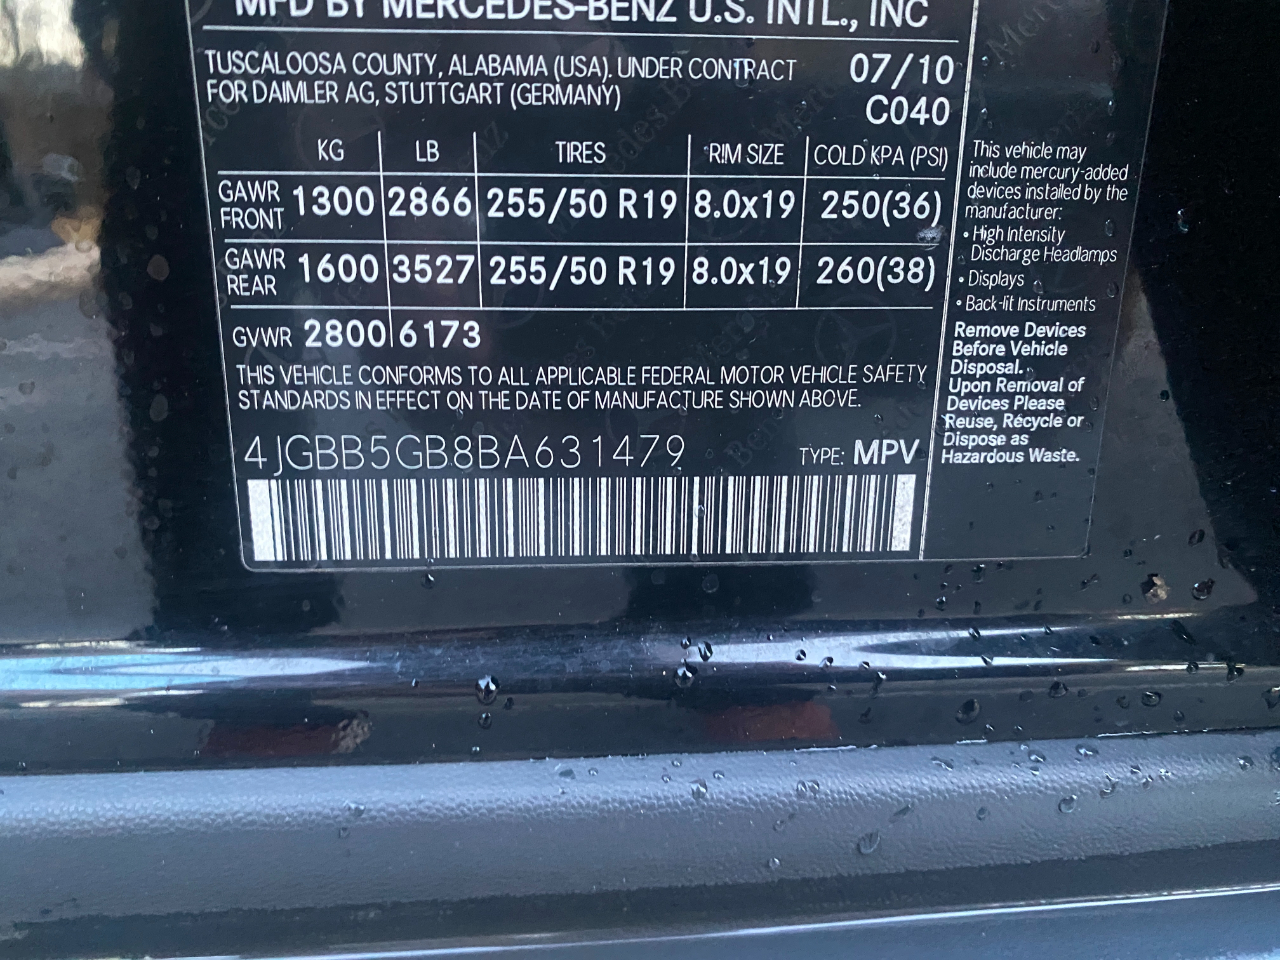 MFD BY MERCEDES-BENZ U.S. INTL., INC
TUSCALOOSA COUNTY, ALABAMA (USA). UNDER CONTRACT 07/10
FOR DAIMLER AG, STUTTGART (GERMANY)
C040
KG LB TIRES RIM SIZE COLD KPA (PSI)
GAWR FRONT 1300 2866 255/50 R19 8.0x19 250(36)
GAWR REAR 1600 3527 255/50 R19 8.0x19 260(38)
GVWR 2800 6173
THIS VEHICLE CONFORMS TO ALL APPLICABLE FEDERAL MOTOR VEHICLE SAFETY
STANDARDS IN EFFECT ON THE DATE OF MANUFACTURE SHOWN ABOVE.
4JGBB5GB8BA631479 TYPE: MPV
This vehicle may
include mercury-added
devices installed by the
manufacturer:
• High Intensity
Discharge Headlamps
• Displays
• Back-lit Instruments
Remove Devices
Before Vehicle
Disposal.
Upon Removal of
Devices Please
Reuse, Recycle or
Dispose as
Hazardous Waste.